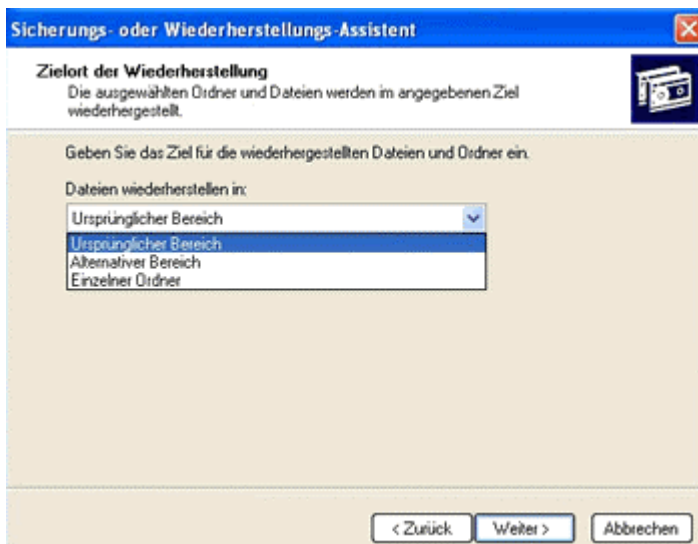 Sicherungs- oder Wiederherstellungs-Assistent
Zielort der Wiederherstellung
Die ausgewählten Ordner und Dateien werden im angegebenen Ziel
wiederhergestellt.
Geben Sie das Ziel für die wiederhergestellten Dateien und Ordner ein.
Dateien wiederherstellen in:
Ursprünglicher Bereich
Ursprünglicher Bereich
Alternativer Bereich
Einzelner Ordner
< Zurück Weiter > Abbrechen